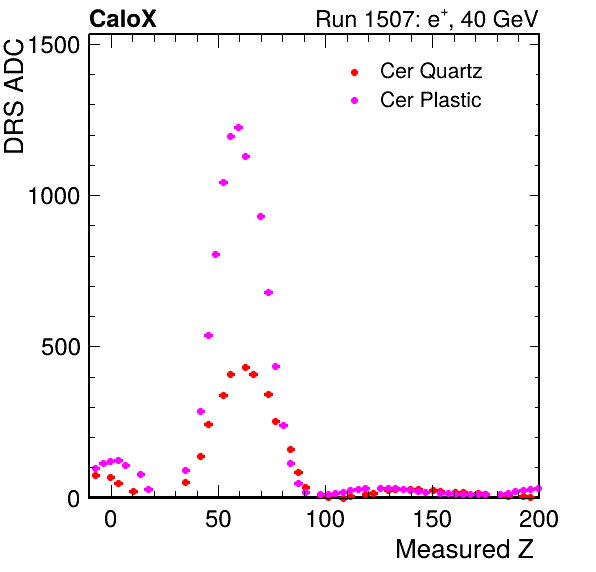 CaloX Run 1507: e⁺, 40 GeV
DRS ADC
1500
1000
500
0
Cer Quartz
Cer Plastic
0 50 100 150 200
Measured Z